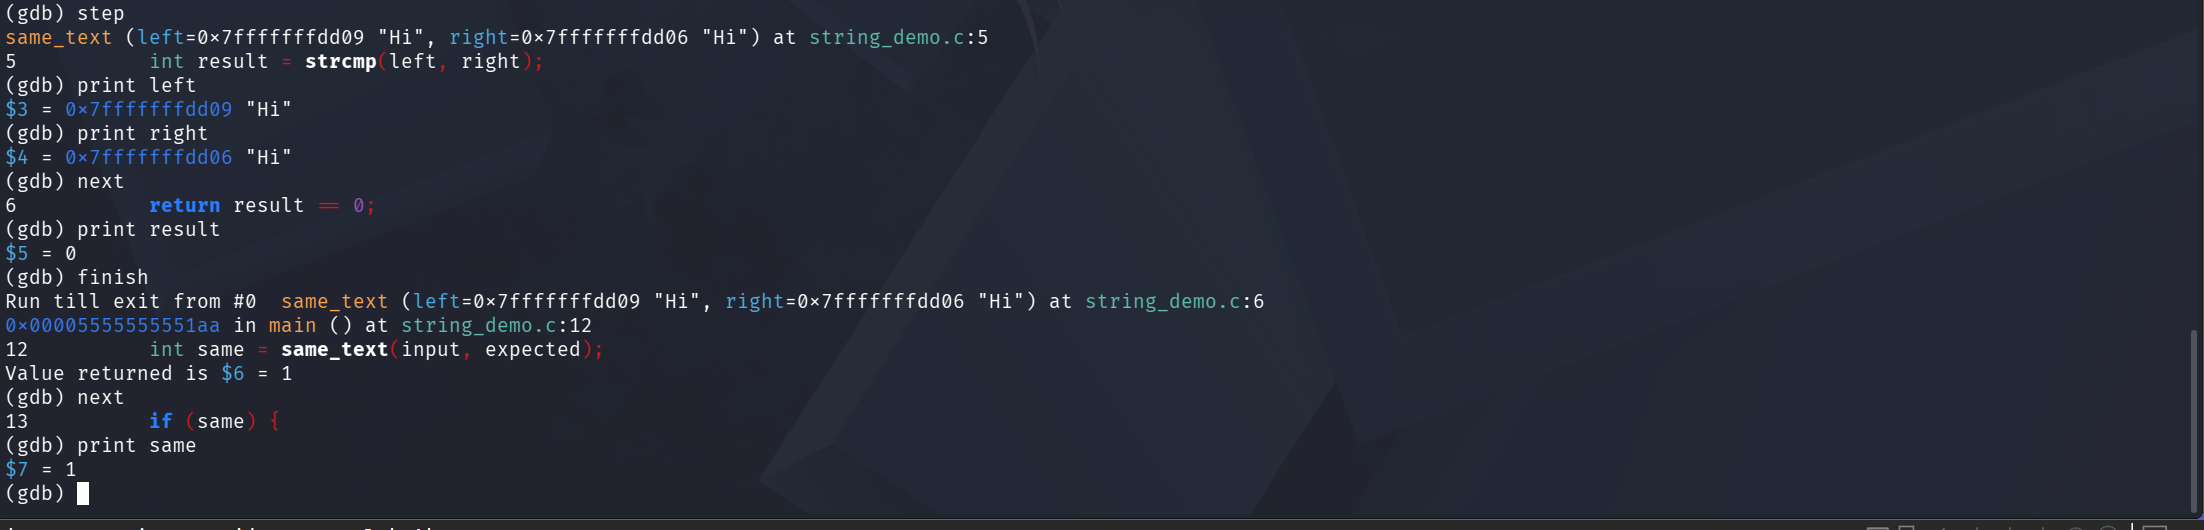 (gdb) step
same_text (left=0x7fffffffdd09 "Hi", right=0x7fffffffdd06 "Hi") at string_demo.c:5
5           int result = strcmp(left, right);
(gdb) print left
$3 = 0x7fffffffdd09 "Hi"
(gdb) print right
$4 = 0x7fffffffdd06 "Hi"
(gdb) next
6           return result == 0;
(gdb) print result
$5 = 0
(gdb) finish
Run till exit from #0  same_text (left=0x7fffffffdd09 "Hi", right=0x7fffffffdd06 "Hi") at string_demo.c:6
0x00005555555551aa in main () at string_demo.c:12
12          int same = same_text(input, expected);
Value returned is $6 = 1
(gdb) next
13          if (same) {
(gdb) print same
$7 = 1
(gdb)